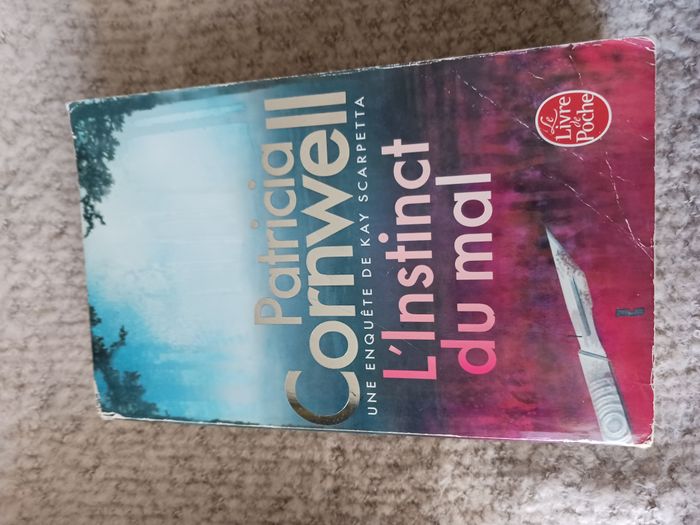 Patricia
Cornwell
UNE ENQUÊTE DE KAY SCARPETTA
L'Instinct
du mal
Le
Livre
de
Poche